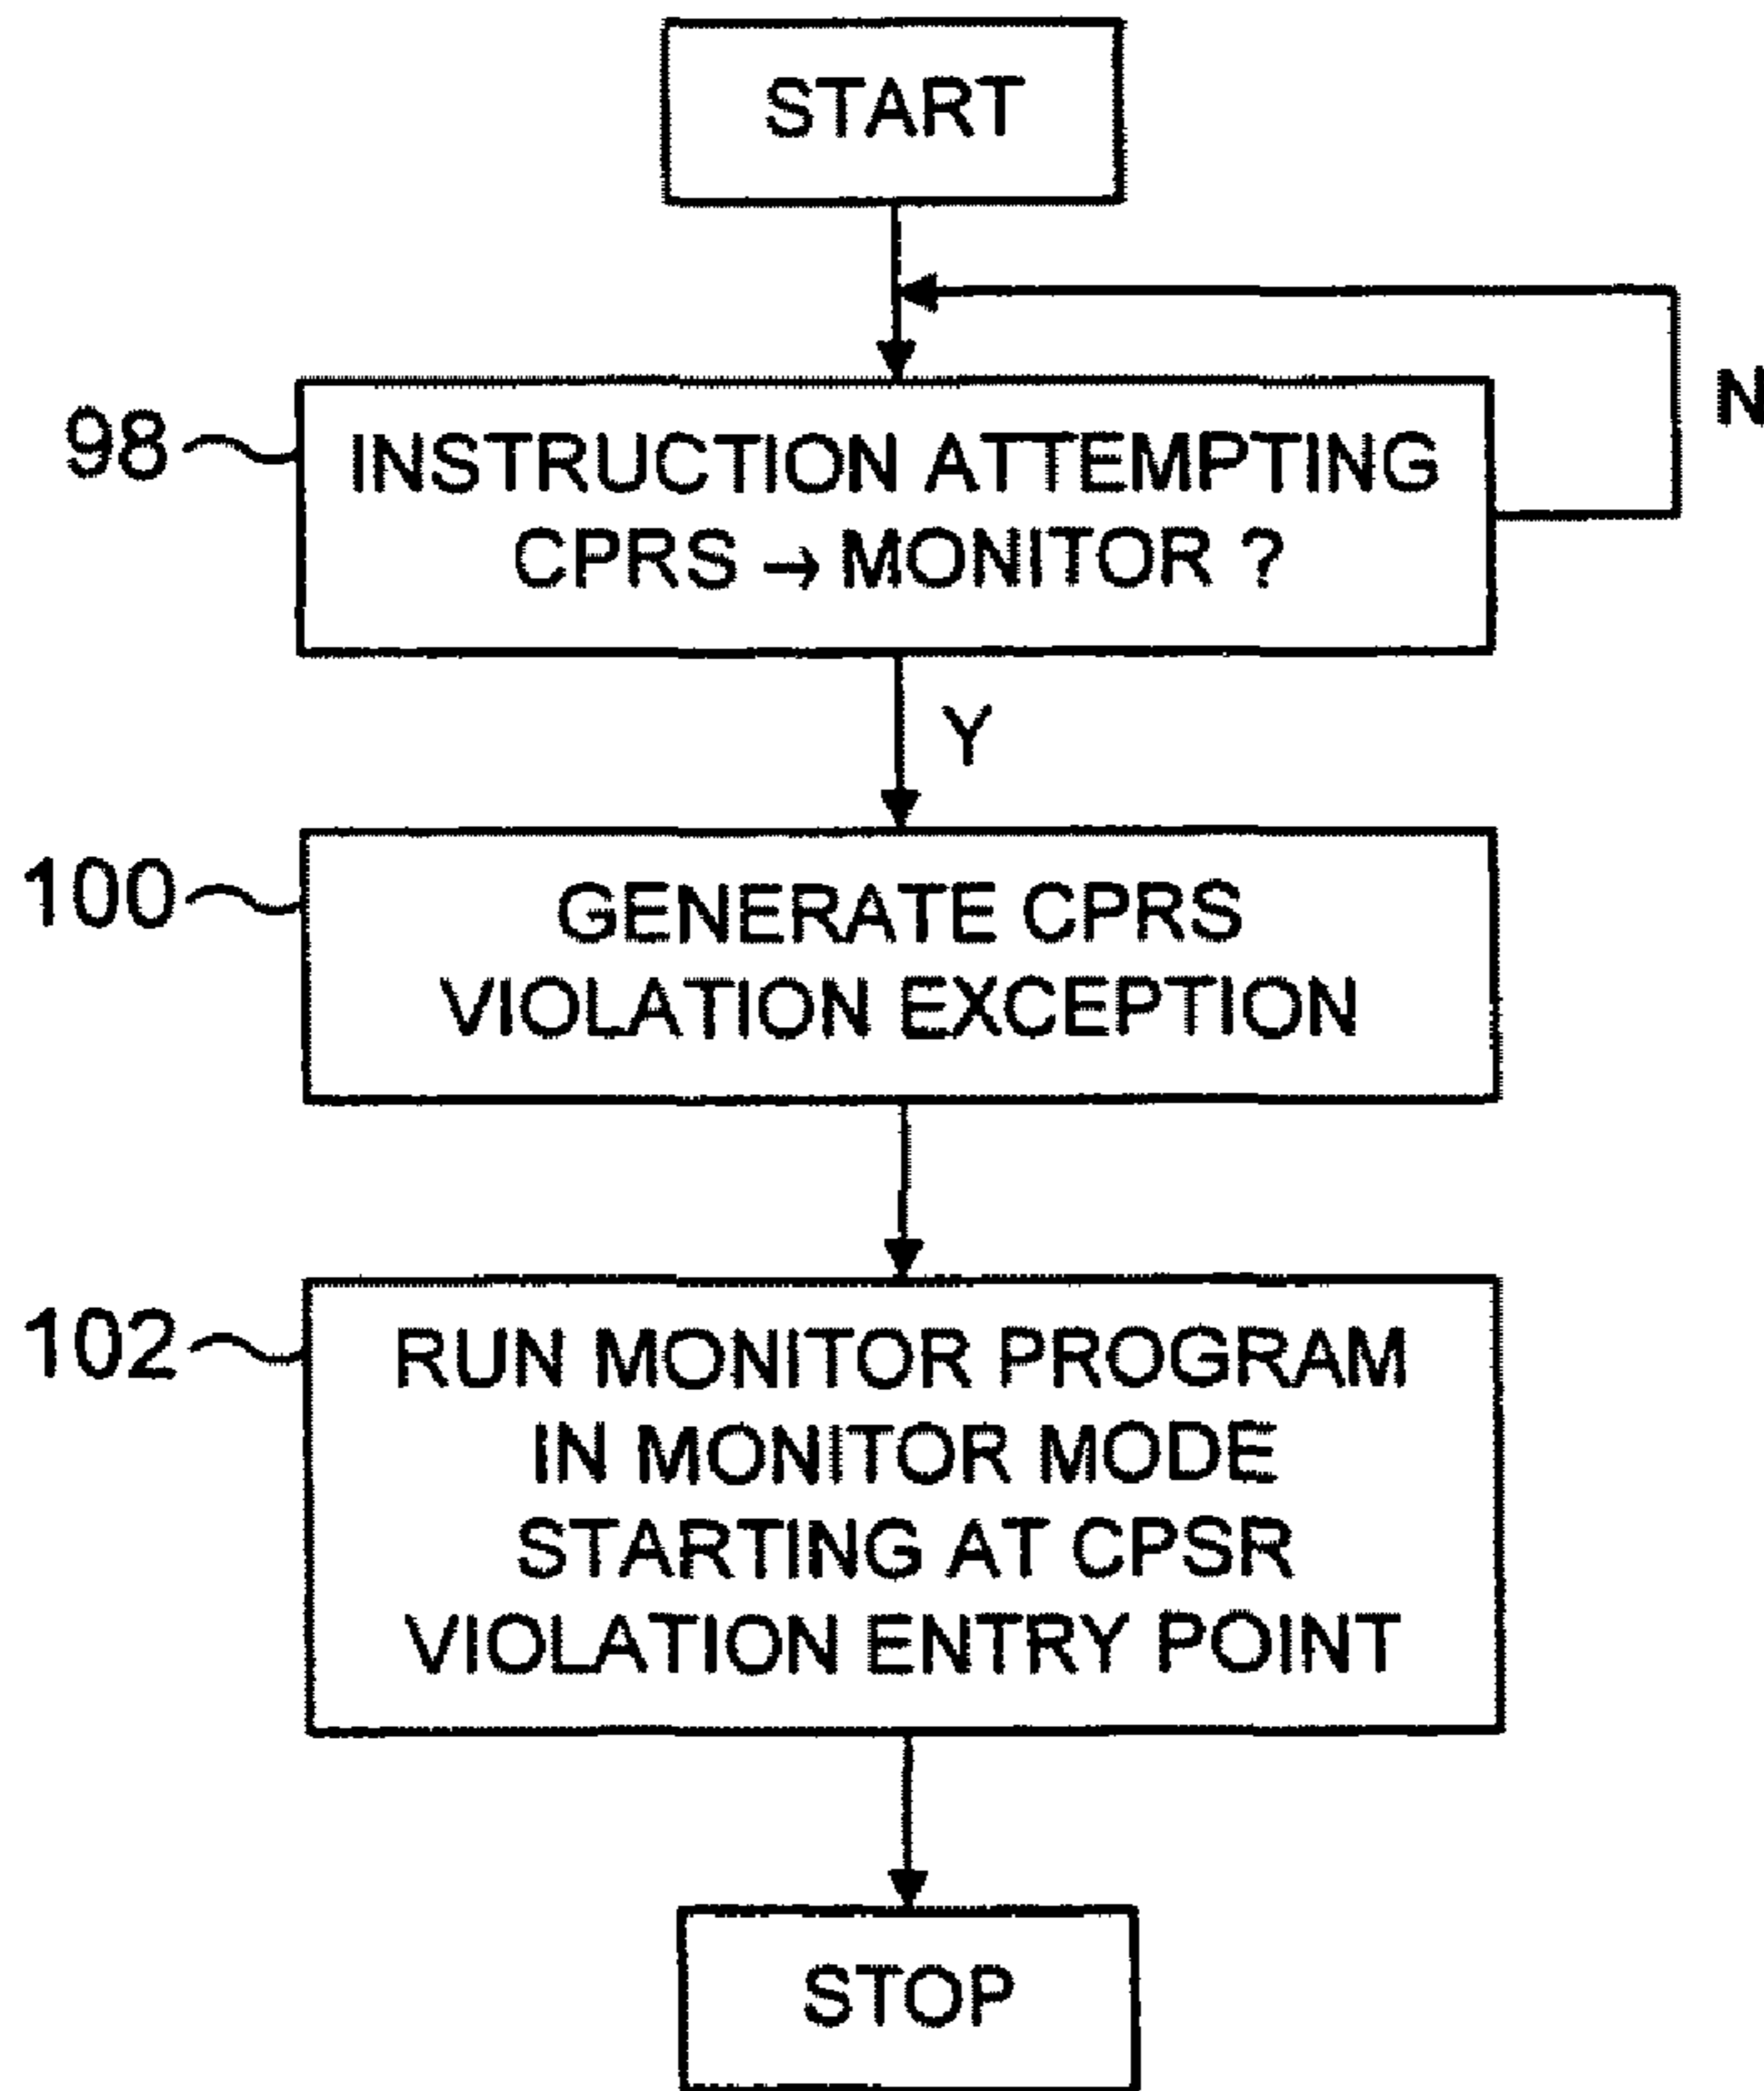 START
N
98
INSTRUCTION ATTEMPTING
CPRS → MONITOR ?
Y
100
GENERATE CPRS
VIOLATION EXCEPTION
102
RUN MONITOR PROGRAM
IN MONITOR MODE
STARTING AT CPSR
VIOLATION ENTRY POINT
STOP